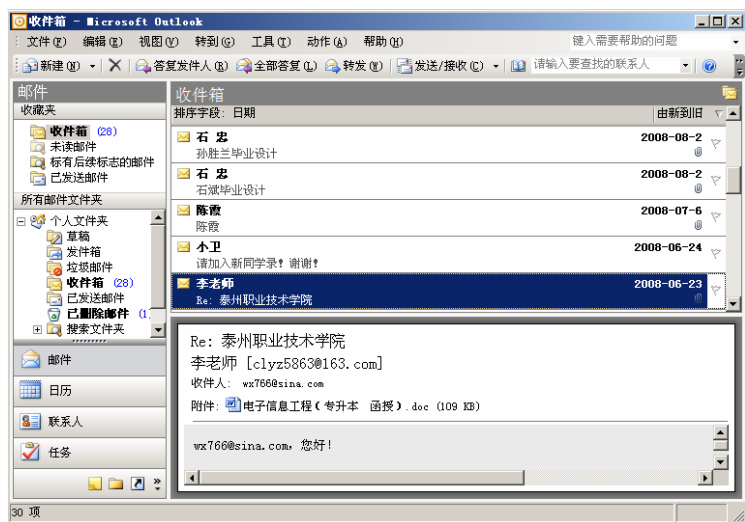 收件箱 - Microsoft Outlook
文件(F) 编辑(E) 视图(V) 转到(G) 工具(T) 动作(A) 帮助(H) 键入需要帮助的问题
新建(N) 答复发件人(R) 全部答复(L) 转发(W) 发送/接收(C) 请输入要查找的联系人
邮件
收藏夹
收件箱 (28)
未读邮件
标有后续标志的邮件
已发送邮件
所有邮件文件夹
个人文件夹
草稿
发件箱
垃圾邮件
收件箱 (28)
已发送邮件
已删除邮件 (1
搜索文件夹
邮件
日历
联系人
任务
收件箱
排序字段: 日期 由新到旧
石 忠 2008-08-2
孙胜兰毕业设计
石 忠 2008-08-2
石斌毕业设计
陈霞 2008-07-6
陈霞
小卫 2008-06-24
请加入新同学录! 谢谢!
李老师 2008-06-23
Re: 泰州职业技术学院
Re: 泰州职业技术学院
李老师 [clyz5863@163.com]
收件人: wx766@sina.com
附件: 电子信息工程(专升本 函授).doc (109 KB)
wx766@sina.com, 您好!
30 项